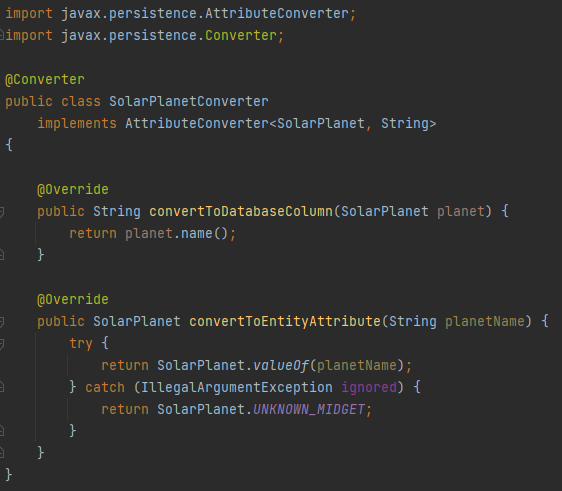 import javax.persistence.AttributeConverter;
import javax.persistence.Converter;

@Converter
public class SolarPlanetConverter
    implements AttributeConverter<SolarPlanet, String>
{

    @Override
    public String convertToDatabaseColumn(SolarPlanet planet) {
        return planet.name();
    }

    @Override
    public SolarPlanet convertToEntityAttribute(String planetName) {
        try {
            return SolarPlanet.valueOf(planetName);
        } catch (IllegalArgumentException ignored) {
            return SolarPlanet.UNKNOWN_MIDGET;
        }
    }
}